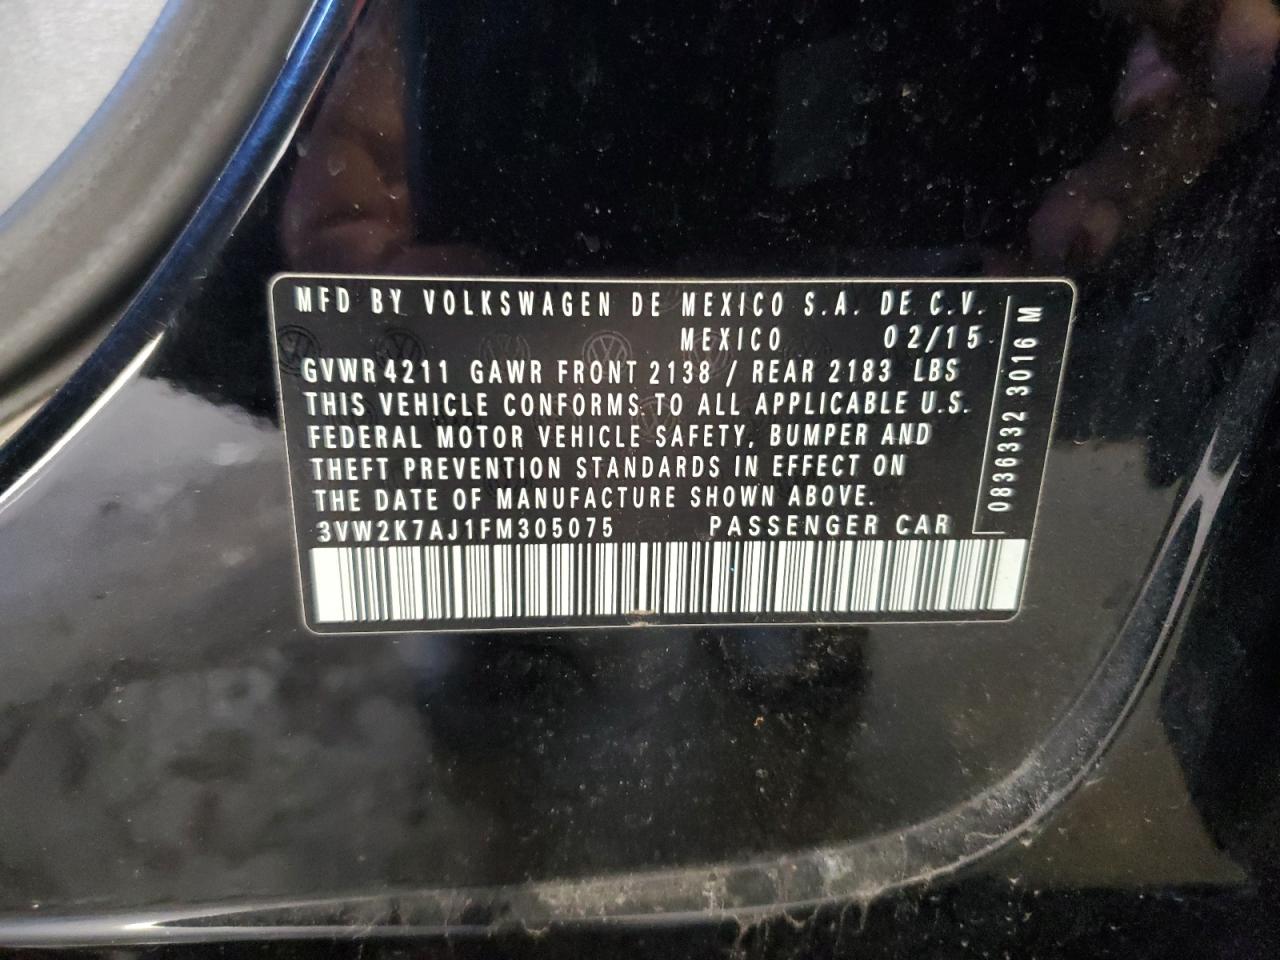 MFD BY VOLKSWAGEN DE MEXICO S.A. DE C.V.
MEXICO 02/15
GVWR 4211 GAWR FRONT 2138 / REAR 2183 LBS
THIS VEHICLE CONFORMS TO ALL APPLICABLE U.S.
FEDERAL MOTOR VEHICLE SAFETY, BUMPER AND
THEFT PREVENTION STANDARDS IN EFFECT ON
THE DATE OF MANUFACTURE SHOWN ABOVE.
3VW2K7AJ1FM305075 PASSENGER CAR
0836332 3016 M